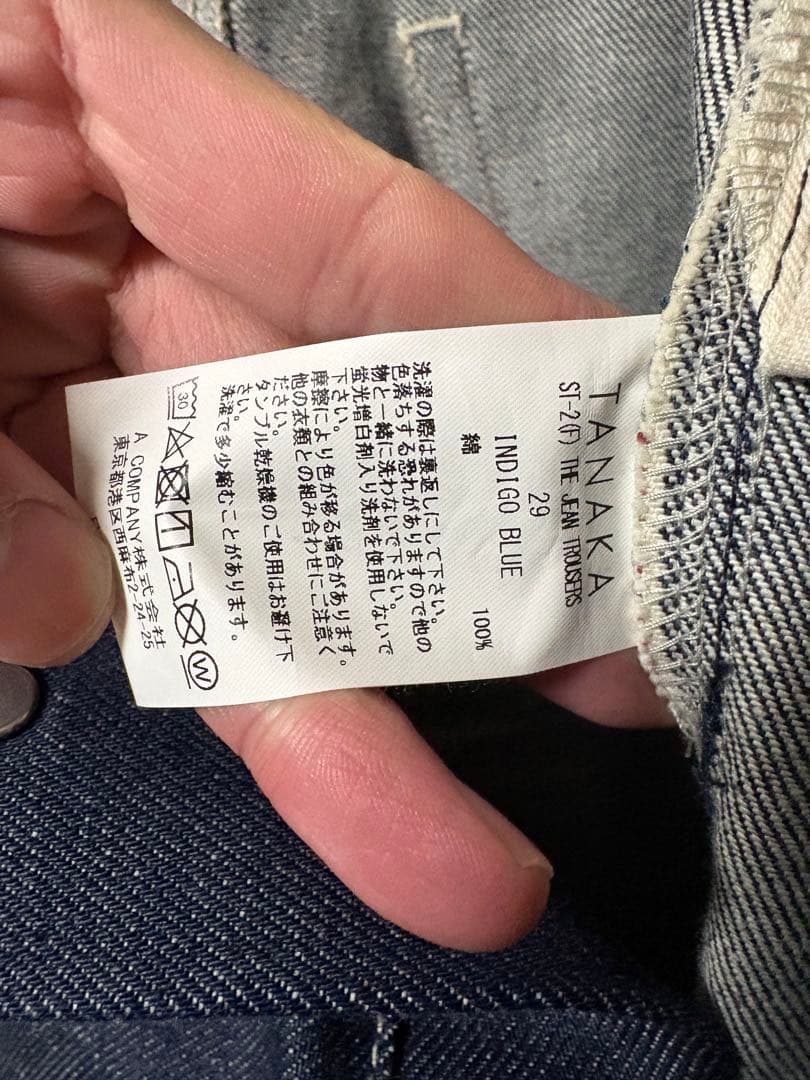 TANAKA
ST-2(F) THE JEAN TROUSERS
29
INDIGO BLUE
綿 100%
洗濯の際は裏返しにして下さい。
色落ちする恐れがありますので他の
物と一緒に洗わないで下さい。
蛍光増白剤入り洗剤を使用しないで
下さい。
摩擦により色が移る場合があります。
他の衣類との組み合わせにご注意く
ださい。
タンブル乾燥機のご使用はお避け下
さい。
洗濯で多少縮むことがあります。
30
W
A COMPANY株式会社
東京都港区西麻布2-24-25